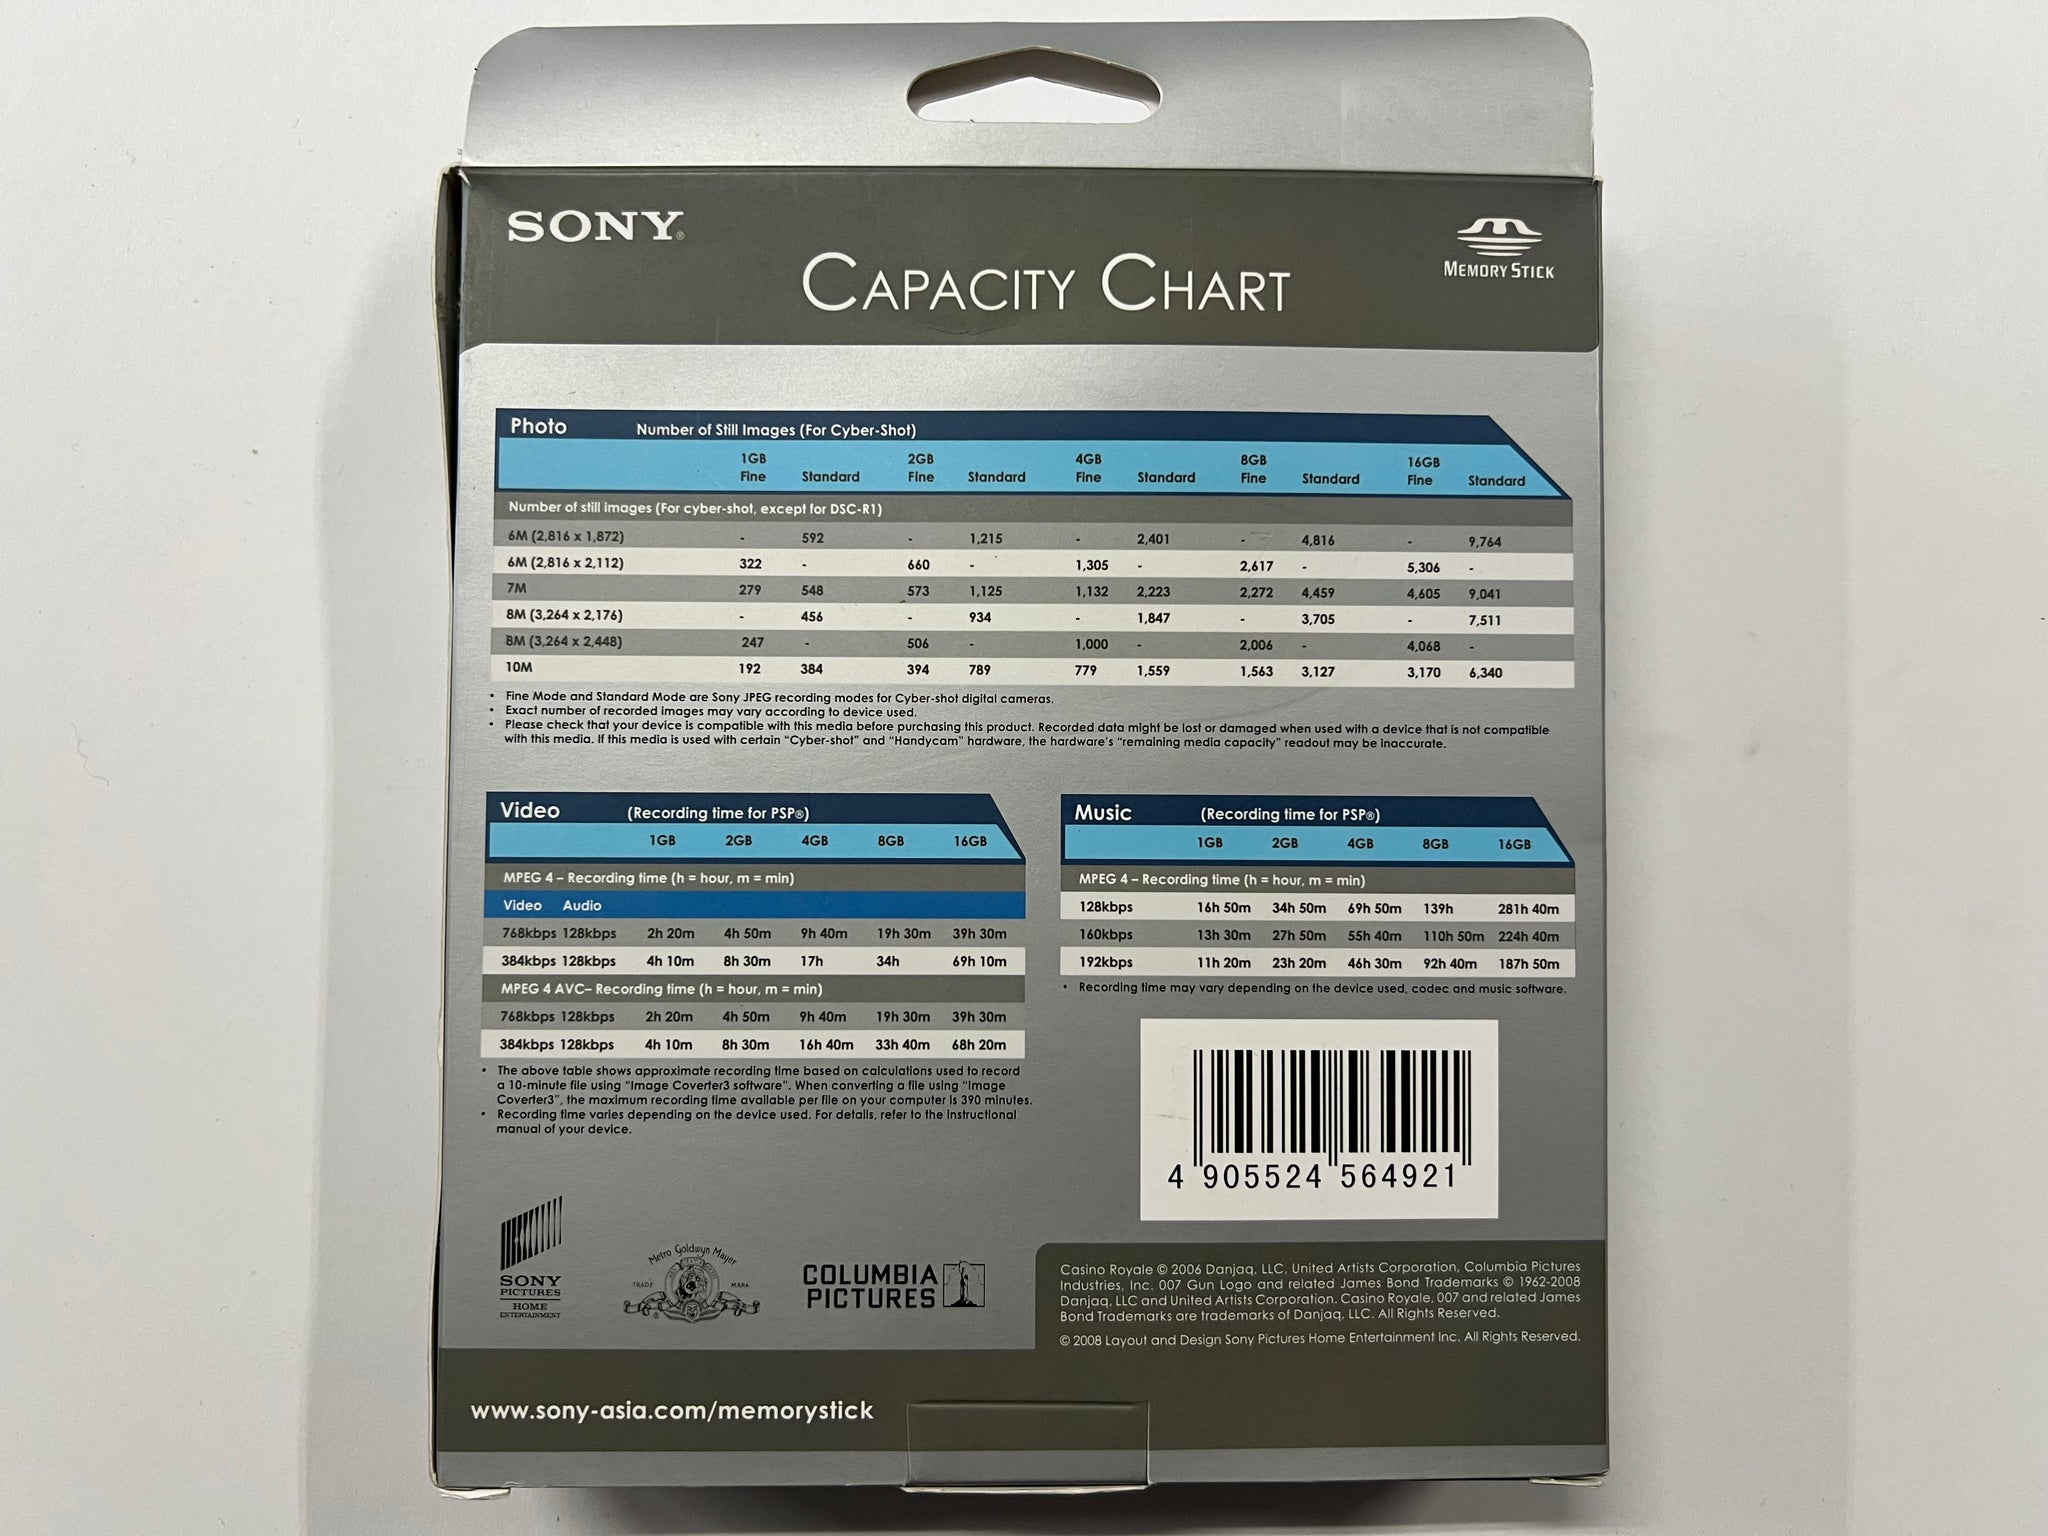 SONY®
MEMORY STICK
CAPACITY CHART
Photo Number of Still Images (For Cyber-Shot)
1GB 2GB 4GB 8GB 16GB
Fine Standard Fine Standard Fine Standard Fine Standard Fine Standard
Number of still images (For cyber-shot, except for DSC-R1)
6M (2,816 x 1,872) - 592 - 1,215 - 2,401 - 4,816 - 9,764
6M (2,816 x 2,112) 322 - 660 - 1,305 - 2,617 - 5,306 -
7M 279 548 573 1,125 1,132 2,223 2,272 4,459 4,605 9,041
8M (3,264 x 2,176) - 456 - 934 - 1,847 - 3,705 - 7,511
8M (3,264 x 2,448) 247 - 506 - 1,000 - 2,006 - 4,068 -
10M 192 384 394 789 779 1,559 1,563 3,127 3,170 6,340
• Fine Mode and Standard Mode are Sony JPEG recording modes for Cyber-shot digital cameras.
• Exact number of recorded images may vary according to device used.
• Please check that your device is compatible with this media before purchasing this product. Recorded data might be lost or damaged when used with a device that is not compatible
with this media. If this media is used with certain "Cyber-shot" and "Handycam" hardware, the hardware's "remaining media capacity" readout may be inaccurate.
Video (Recording time for PSP®)
1GB 2GB 4GB 8GB 16GB
MPEG 4 – Recording time (h = hour, m = min)
Video Audio
768kbps 128kbps 2h 20m 4h 50m 9h 40m 19h 30m 39h 30m
384kbps 128kbps 4h 10m 8h 30m 17h 34h 69h 10m
MPEG 4 AVC– Recording time (h = hour, m = min)
768kbps 128kbps 2h 20m 4h 50m 9h 40m 19h 30m 39h 30m
384kbps 128kbps 4h 10m 8h 30m 16h 40m 33h 40m 68h 20m
• The above table shows approximate recording time based on calculations used to record
a 10-minute file using "Image Coverter3 software". When converting a file using "Image
Coverter3", the maximum recording time available per file on your computer is 390 minutes.
• Recording time varies depending on the device used. For details, refer to the instructional
manual of your device.
Music (Recording time for PSP®)
1GB 2GB 4GB 8GB 16GB
MPEG 4 – Recording time (h = hour, m = min)
128kbps 16h 50m 34h 50m 69h 50m 139h 281h 40m
160kbps 13h 30m 27h 50m 55h 40m 110h 50m 224h 40m
192kbps 11h 20m 23h 20m 46h 30m 92h 40m 187h 50m
• Recording time may vary depending on the device used, codec and music software.
4 905524 564921
SONY
PICTURES
HOME
ENTERTAINMENT
Metro Goldwyn Mayer
TRADE MARK
COLUMBIA
PICTURES
Casino Royale © 2006 Danjaq, LLC, United Artists Corporation, Columbia Pictures
Industries, Inc. 007 Gun Logo and related James Bond Trademarks © 1962-2008
Danjaq, LLC and United Artists Corporation. Casino Royale, 007 and related James
Bond Trademarks are trademarks of Danjaq, LLC. All Rights Reserved.
© 2008 Layout and Design Sony Pictures Home Entertainment Inc. All Rights Reserved.
www.sony-asia.com/memorystick